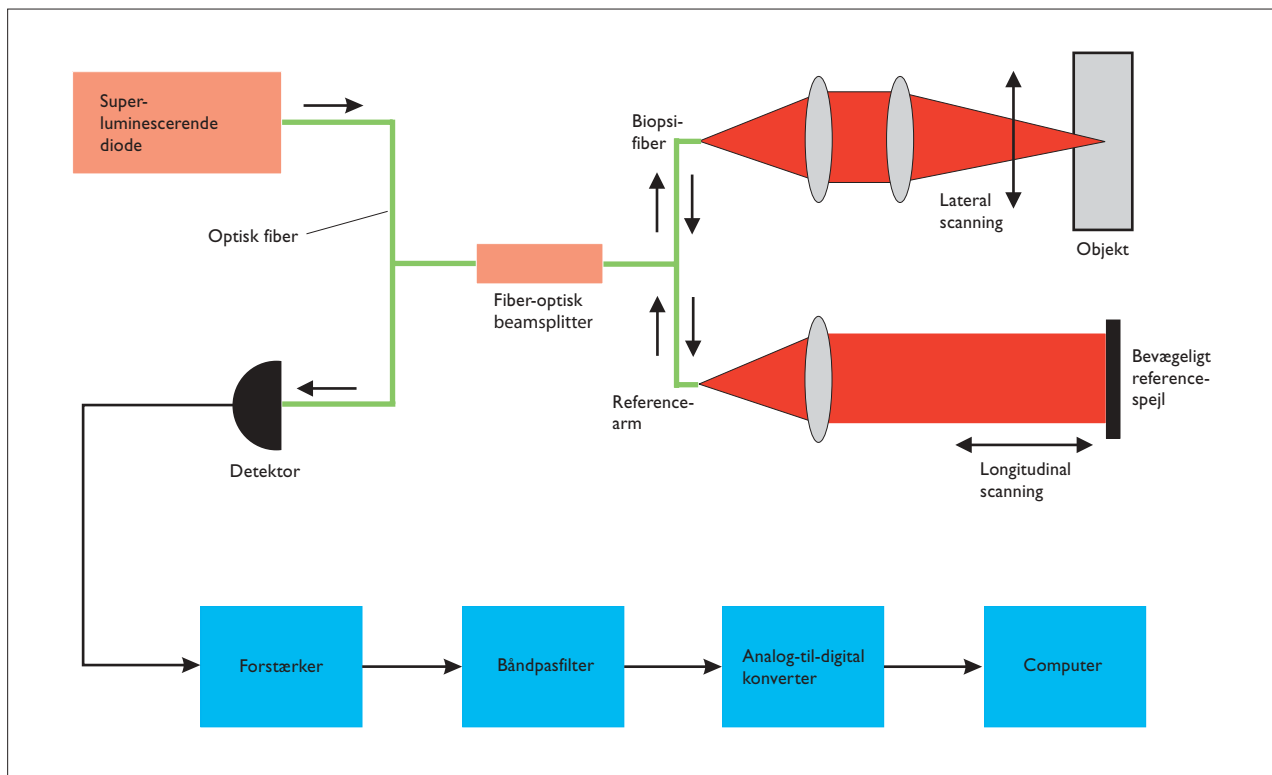 Super-
luminescerende
diode
Optisk fiber
Fiber-optisk
beamsplitter
Biopsi-
fiber
Lateral
scanning
Objekt
Reference-
arm
Bevægeligt
reference-
spejl
Longitudinal
scanning
Detektor
Forstærker
Båndpasfilter
Analog-til-digital
konverter
Computer